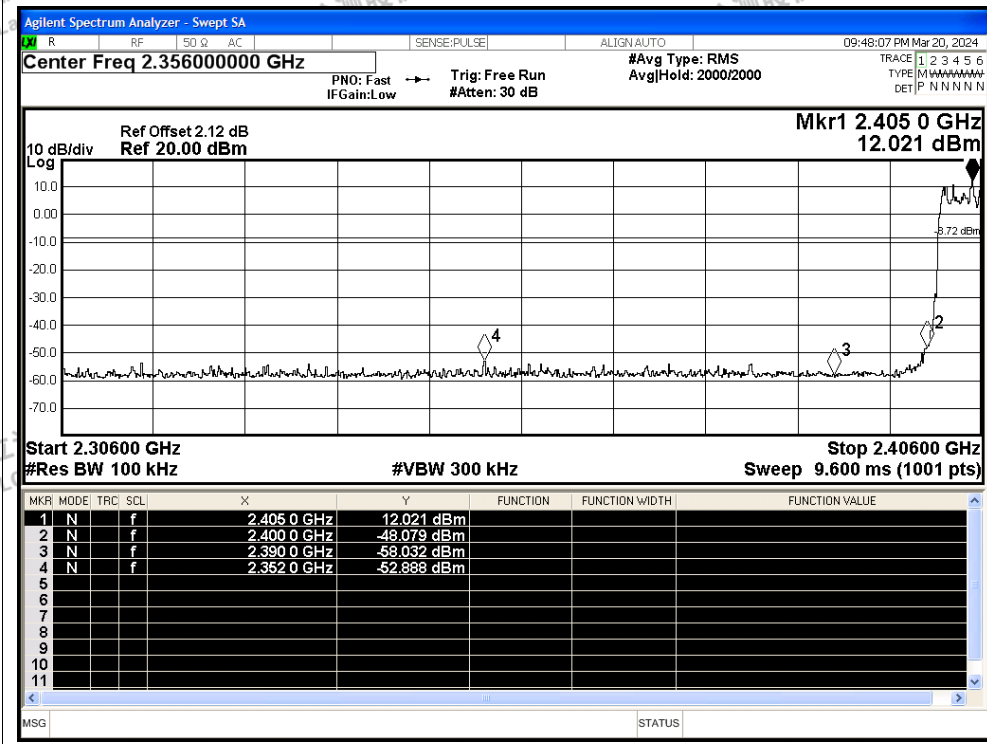 Agilent Spectrum Analyzer - Swept SA
LXI R RF 50 Ω AC SENSE:PULSE ALIGN AUTO 09:48:07 PM Mar 20, 2024
Center Freq 2.356000000 GHz
PNO: Fast
IFGain:Low
Trig: Free Run
#Atten: 30 dB
#Avg Type: RMS
Avg|Hold: 2000/2000
TRACE 1 2 3 4 5 6
TYPE M WWWWW
DET P N N N N N
Mkr1 2.405 0 GHz
12.021 dBm
Ref Offset 2.12 dB
10 dB/div Ref 20.00 dBm
Log
10.0
0.00
-10.0
-20.0
-30.0
-40.0
-50.0
-60.0
-70.0
-8.72 dBm
2
3
4
Start 2.30600 GHz Stop 2.40600 GHz
#Res BW 100 kHz #VBW 300 kHz Sweep 9.600 ms (1001 pts)
MKR MODE TRC SCL X Y FUNCTION FUNCTION WIDTH FUNCTION VALUE
1 N f 2.405 0 GHz 12.021 dBm
2 N f 2.400 0 GHz -48.079 dBm
3 N f 2.390 0 GHz -58.032 dBm
4 N f 2.352 0 GHz -52.888 dBm
5
6
7
8
9
10
11
MSG STATUS